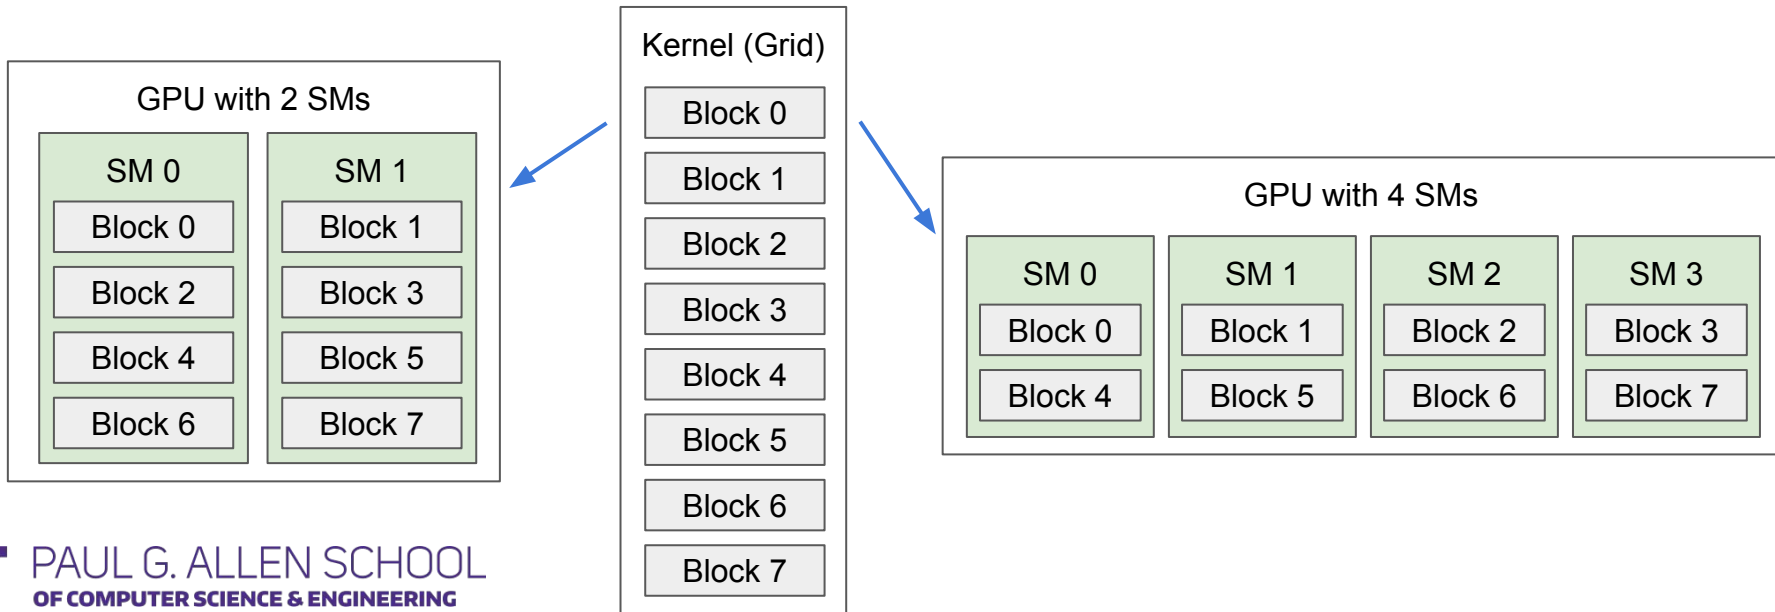 GPU with 2 SMs
SM 0
Block 0
Block 2
Block 4
Block 6
SM 1
Block 1
Block 3
Block 5
Block 7
Kernel (Grid)
Block 0
Block 1
Block 2
Block 3
Block 4
Block 5
Block 6
Block 7
GPU with 4 SMs
SM 0
Block 0
Block 4
SM 1
Block 1
Block 5
SM 2
Block 2
Block 6
SM 3
Block 3
Block 7
PAUL G. ALLEN SCHOOL
OF COMPUTER SCIENCE & ENGINEERING